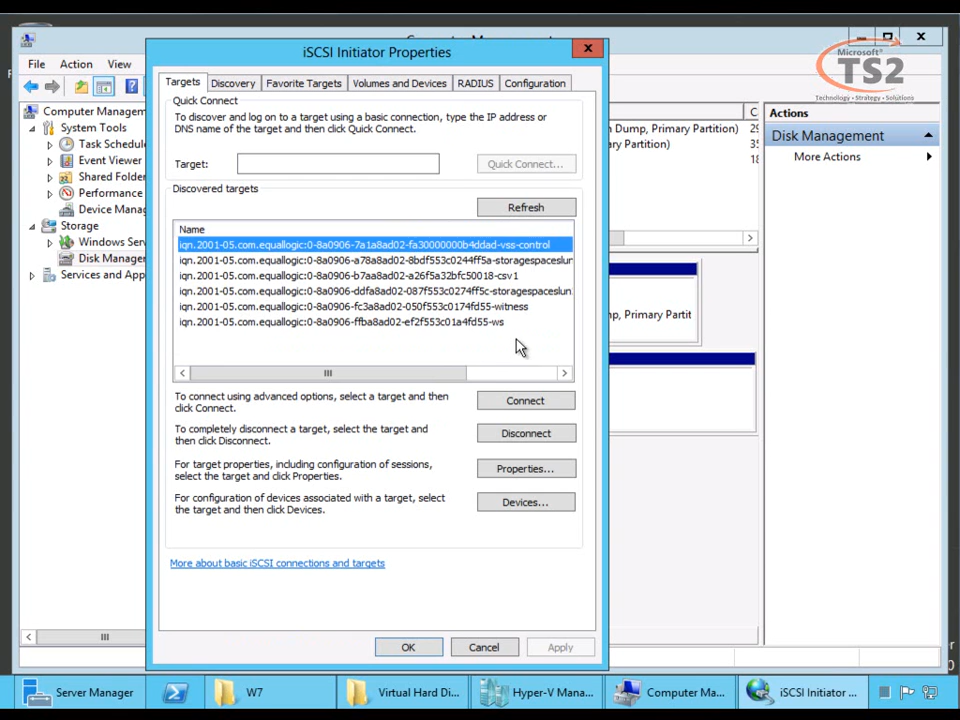 iSCSI Initiator Properties
Microsoft®
TS2
Technology • Strategy • Solutions
File Action View
Computer Manag
System Tools
Task Schedu
Event Viewer
Shared Folder
Performance
Device Mana
Storage
Windows Serv
Disk Manager
Services and App
Targets Discovery Favorite Targets Volumes and Devices RADIUS Configuration
Quick Connect
To discover and log on to a target using a basic connection, type the IP address or
DNS name of the target and then click Quick Connect.
Target:
Quick Connect...
Discovered targets
Refresh
Name
iqn.2001-05.com.equallogic:0-8a0906-7a1a8ad02-fa30000000b4ddad-vss-control
iqn.2001-05.com.equallogic:0-8a0906-a78a8ad02-8bdf553c0244ff5a-storagespaceslun
iqn.2001-05.com.equallogic:0-8a0906-b7aa8ad02-a26f5a32bfc50018-csv1
iqn.2001-05.com.equallogic:0-8a0906-ddfa8ad02-087f553c0274ff5c-storagespaceslun
iqn.2001-05.com.equallogic:0-8a0906-fc3a8ad02-050f553c0174fd55-witness
iqn.2001-05.com.equallogic:0-8a0906-ffba8ad02-ef2f553c01a4fd55-ws
To connect using advanced options, select a target and then
click Connect.
Connect
To completely disconnect a target, select the target and
then click Disconnect.
Disconnect
For target properties, including configuration of sessions,
select the target and click Properties.
Properties...
For configuration of devices associated with a target, select
the target and then click Devices.
Devices...
More about basic iSCSI connections and targets
OK
Cancel
Apply
n Dump, Primary Partition)
Partition)
p, Primary Partit
Actions
Disk Management
More Actions
Server Manager
W7
Virtual Hard Di...
Hyper-V Mana...
Computer Ma...
iSCSI Initiator ...